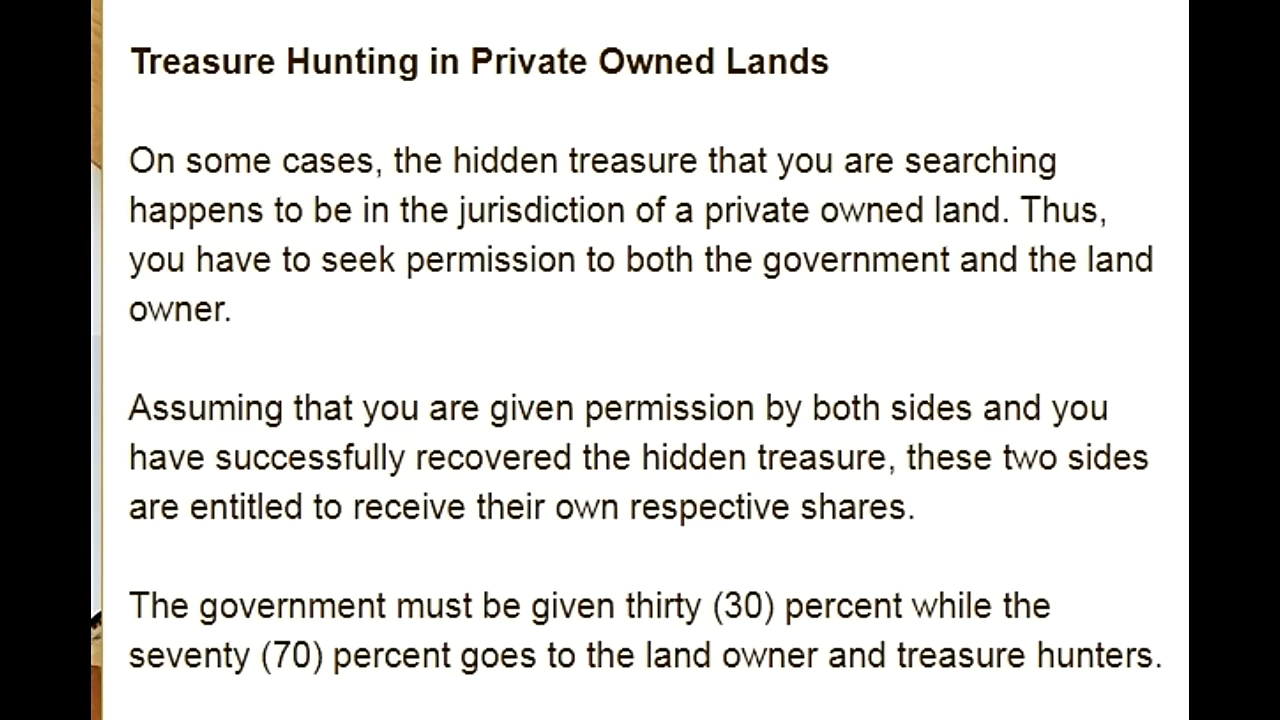 Treasure Hunting in Private Owned Lands
On some cases, the hidden treasure that you are searching
happens to be in the jurisdiction of a private owned land. Thus,
you have to seek permission to both the government and the land
owner.
Assuming that you are given permission by both sides and you
have successfully recovered the hidden treasure, these two sides
are entitled to receive their own respective shares.
The government must be given thirty (30) percent while the
seventy (70) percent goes to the land owner and treasure hunters.